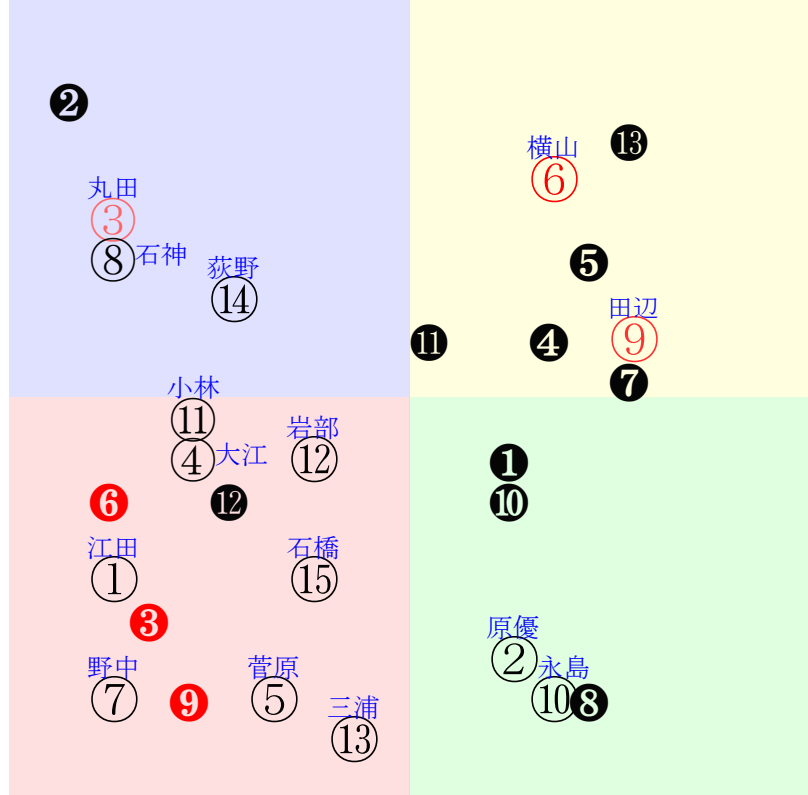 ❷
⓭
横山
⑥
丸田
③
⑧ 石神
❺
荻野
⑭
田辺
⑨
⓫
❹
❼
小林
⑪
④ 大江
岩部
⑫
❶
❻
⓬
❿
江田
①
石橋
⑮
❸
原優
②
野中
⑦
❾
菅原
⑤
永島
⑩
❽
三浦
⑬